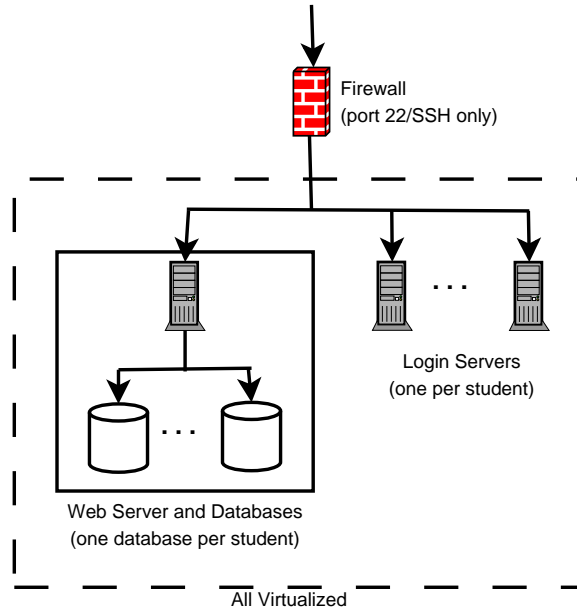 Firewall
(port 22/SSH only)
. . .
Login Servers
(one per student)
. . .
Web Server and Databases
(one database per student)
All Virtualized